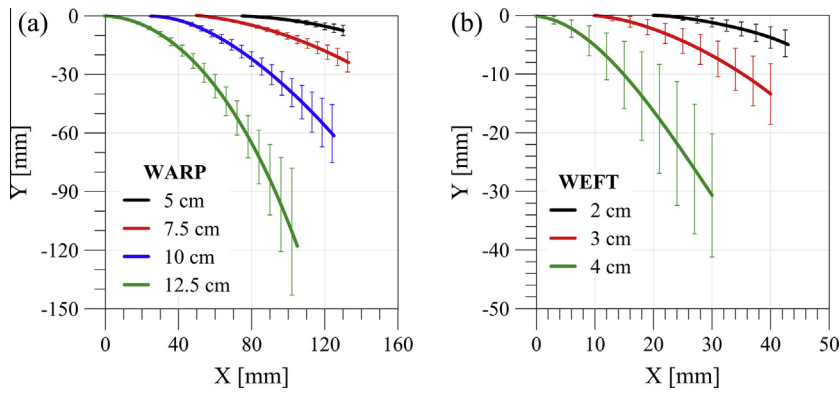 (a)
0
-30
-60
-90
-120
-150
Y [mm]
WARP
5 cm
7.5 cm
10 cm
12.5 cm
0 40 80 120 160
X [mm]
(b)
0
-10
-20
-30
-40
-50
Y [mm]
WEFT
2 cm
3 cm
4 cm
0 10 20 30 40 50
X [mm]